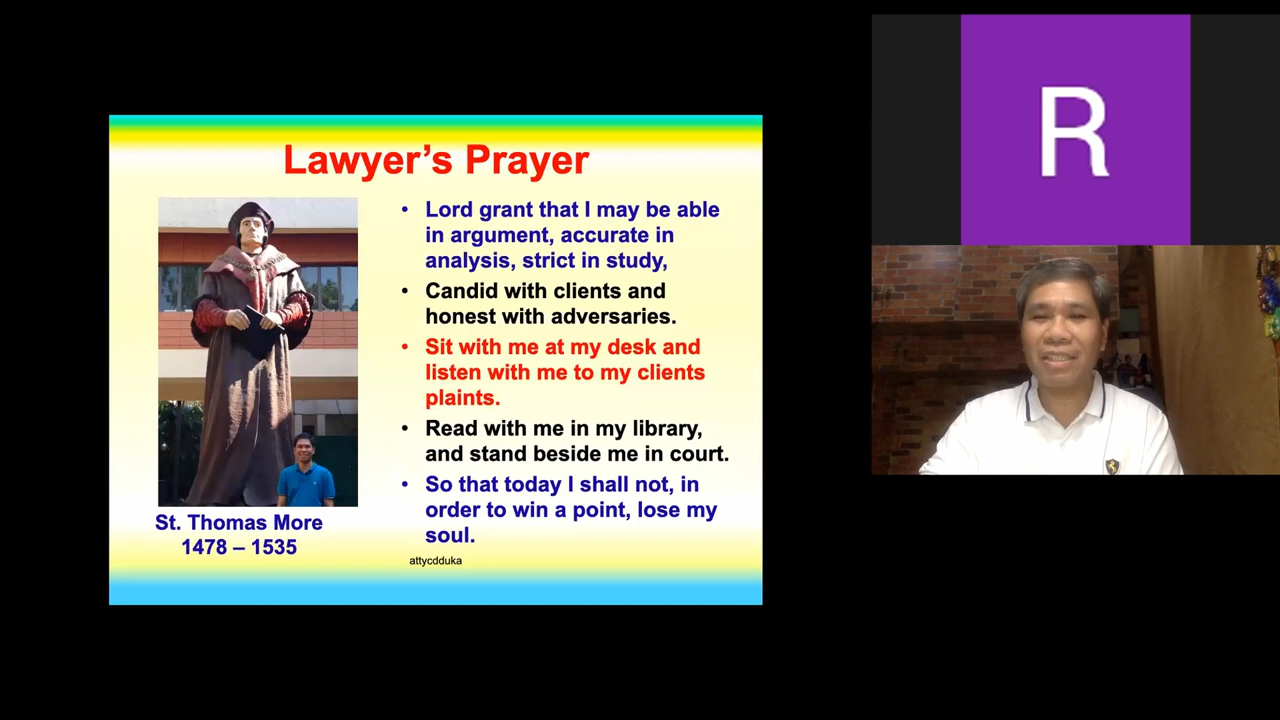 Lawyer’s Prayer
• Lord grant that I may be able
in argument, accurate in
analysis, strict in study,
• Candid with clients and
honest with adversaries.
• Sit with me at my desk and
listen with me to my clients
plaints.
• Read with me in my library,
and stand beside me in court.
• So that today I shall not, in
order to win a point, lose my
soul.
St. Thomas More
1478 – 1535
attycdduka
R